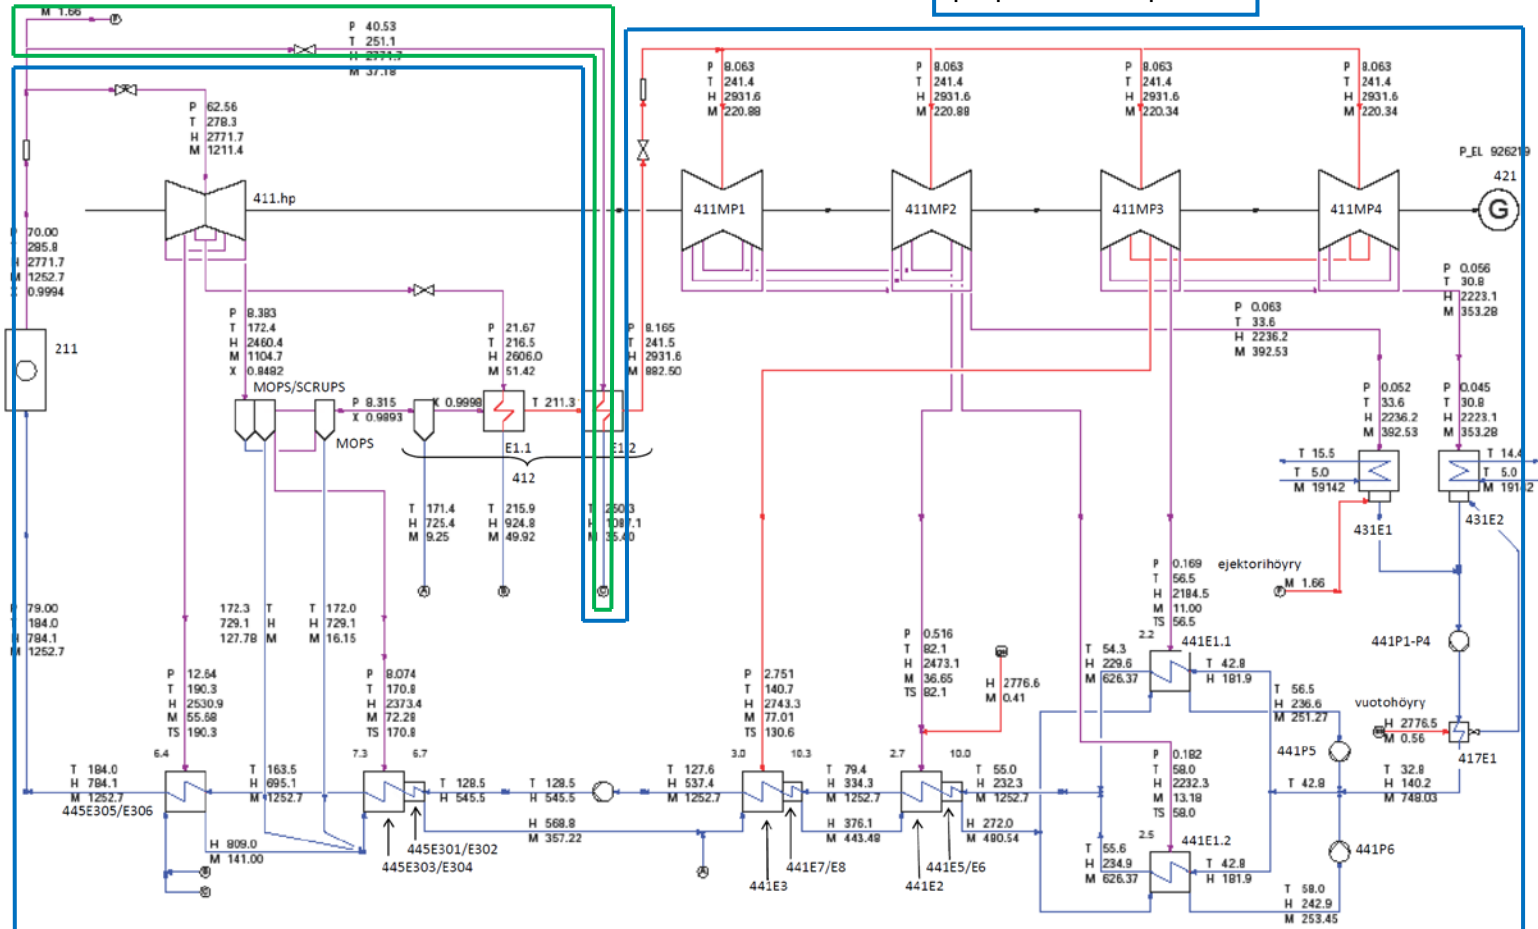 M 1.66
P 40.53
T 251.1
H 2771.7
M 37.18
P 62.56
T 278.3
H 2771.7
M 1211.4
411.hp
P 8.063
T 241.4
H 2931.6
M 220.88
P 8.063
T 241.4
H 2931.6
M 220.88
P 8.063
T 241.4
H 2931.6
M 220.34
P 8.063
T 241.4
H 2931.6
M 220.34
P_EL 926219
421
G
411MP1
411MP2
411MP3
411MP4
P 70.00
T 285.8
H 2771.7
M 1252.7
X 0.9994
211
P 8.383
T 172.4
H 2460.4
M 1104.7
X 0.8482
MOPS/SCRUPS
P 8.315
X 0.9893
MOPS
X 0.9998
P 21.67
T 216.5
H 2606.0
M 51.42
T 211.3
P 8.165
T 241.5
H 2931.6
M 882.50
E1.1
E1.2
412
P 0.063
T 33.6
H 2236.2
M 392.53
P 0.056
T 30.8
H 2223.1
M 353.28
P 0.052
T 33.6
H 2236.2
M 392.53
P 0.045
T 30.8
H 2223.1
M 353.28
T 15.5
T 5.0
M 19142
T 14.4
T 5.0
M 19142
431E1
431E2
T 171.4
H 725.4
M 9.25
T 215.9
H 924.8
M 49.92
T 250.3
H 1087.1
M 35.40
A
B
C
ejektorihöyry
M 1.66
P 79.00
T 184.0
H 784.1
M 1252.7
172.3 T
729.1 H
127.78 M
T 172.0
H 729.1
M 16.15
P 0.169
T 56.5
H 2184.5
M 11.00
TS 56.5
2.2
441E1.1
441P1-P4
P 12.64
T 190.3
H 2530.9
M 55.68
TS 190.3
P 8.074
T 170.8
H 2373.4
M 72.28
TS 170.8
P 2.751
T 140.7
H 2743.3
M 77.01
TS 130.6
P 0.516
T 82.1
H 2473.1
M 36.65
TS 82.1
H 2776.6
M 0.41
T 54.3
H 229.6
M 626.37
T 42.8
H 181.9
T 56.5
H 236.6
M 251.27
vuotohöyry
H 2776.5
M 0.56
417E1
441P5
6.4
7.3
6.7
3.0
10.3
2.7
10.0
T 184.0
H 784.1
M 1252.7
445E305/E306
T 163.5
H 695.1
M 1252.7
T 128.5
H 545.5
T 128.5
H 545.5
T 127.6
H 537.4
M 1252.7
T 79.4
H 334.3
M 1252.7
T 55.0
H 232.3
M 1252.7
P 0.182
T 58.0
H 2232.3
M 13.18
TS 58.0
T 42.8
T 32.8
H 140.2
M 748.03
H 809.0
M 141.00
H 568.8
M 357.22
H 376.1
M 443.48
H 272.0
M 480.54
445E301/E302
445E303/E304
441E7/E8
441E3
441E5/E6
441E2
2.5
441E1.2
T 55.6
H 234.9
M 626.37
T 42.8
H 181.9
441P6
T 58.0
H 242.9
M 253.45
B
C
A